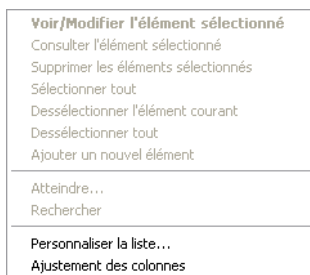 Voir/Modifier l'élément sélectionné
Consulter l'élément sélectionné
Supprimer les éléments sélectionnés
Sélectionner tout
Dessélectionner l'élément courant
Dessélectionner tout
Ajouter un nouvel élément
Atteindre...
Rechercher
Personnaliser la liste...
Ajustement des colonnes